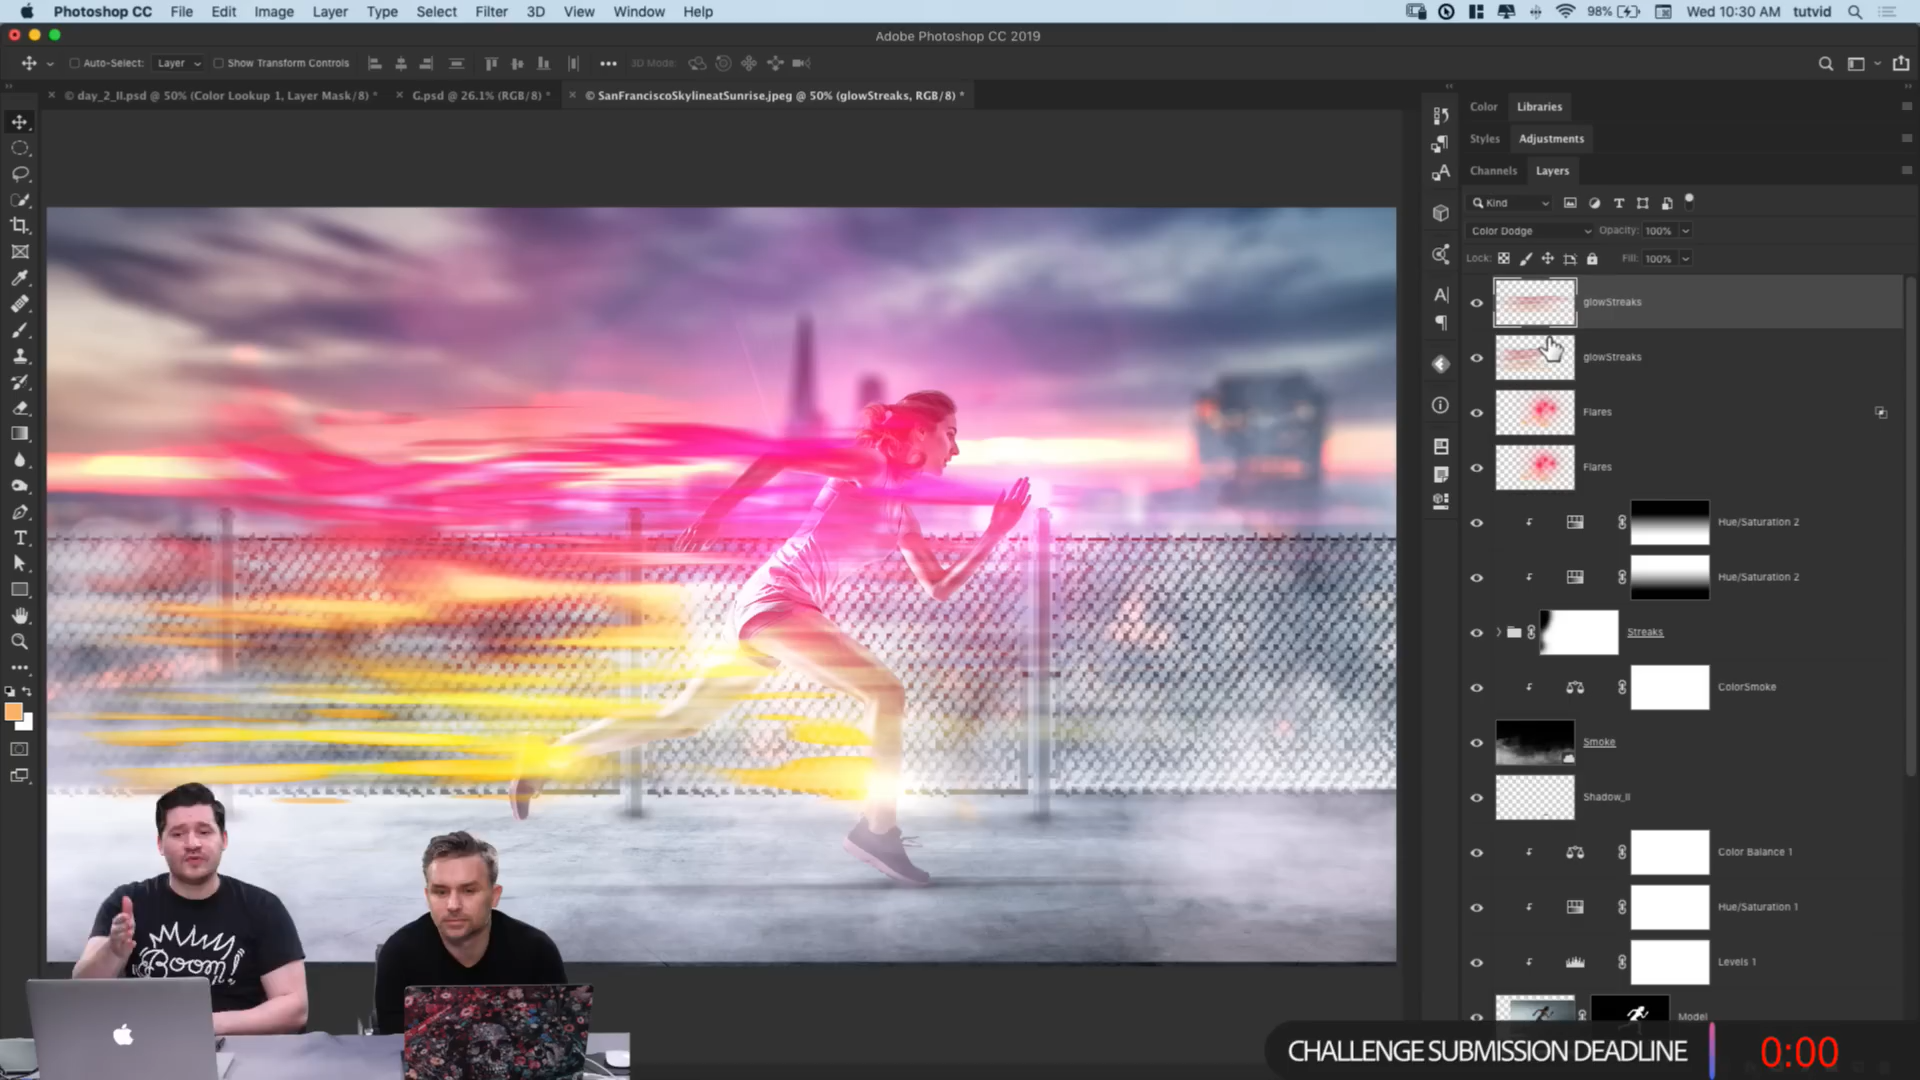 Photoshop CC File Edit Image Layer Type Select Filter 3D View Window Help 98% Wed 10:30 AM tutvid
Adobe Photoshop CC 2019
Auto-Select: Layer Show Transform Controls 3D Mode:
© day_2_II.psd @ 50% (Color Lookup 1, Layer Mask/8) * G.psd @ 26.1% (RGB/8) * © SanFranciscoSkylineatSunrise.jpeg @ 50% (glowStreaks, RGB/8) *
Color Libraries
Styles Adjustments
Channels Layers
Kind
Color Dodge Opacity: 100%
Lock: Fill: 100%
glowStreaks
glowStreaks
Flares
Flares
Hue/Saturation 2
Hue/Saturation 2
Streaks
ColorSmoke
Smoke
Shadow_II
Color Balance 1
Hue/Saturation 1
Levels 1
Model
Boom!
CHALLENGE SUBMISSION DEADLINE 0:00